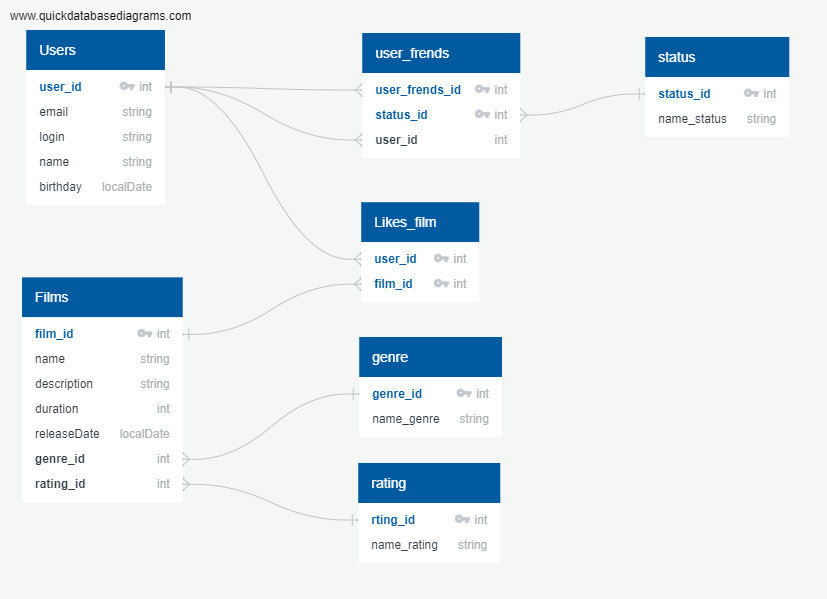 www.quickdatabasediagrams.com
Users
user_id int
email string
login string
name string
birthday localDate
user_frends
user_frends_id int
status_id int
user_id int
status
status_id int
name_status string
Likes_film
user_id int
film_id int
Films
film_id int
name string
description string
duration int
releaseDate localDate
genre_id int
rating_id int
genre
genre_id int
name_genre string
rating
rting_id int
name_rating string